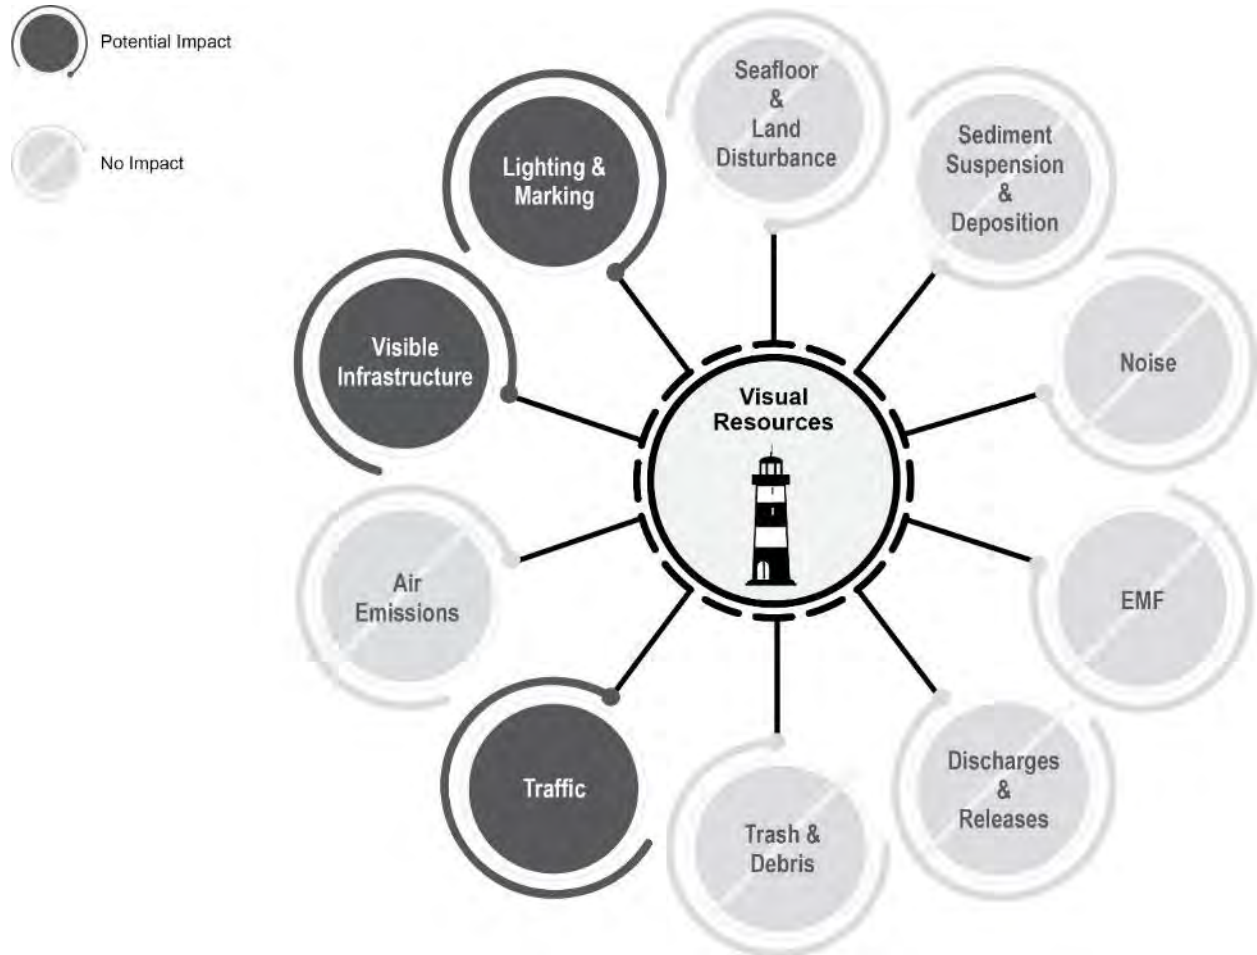 Potential Impact
No Impact
Seafloor
&
Land
Disturbance
Sediment
Suspension
&
Deposition
Noise
EMF
Discharges
&
Releases
Trash &
Debris
Traffic
Air
Emissions
Visible
Infrastructure
Lighting &
Marking
Visual
Resources